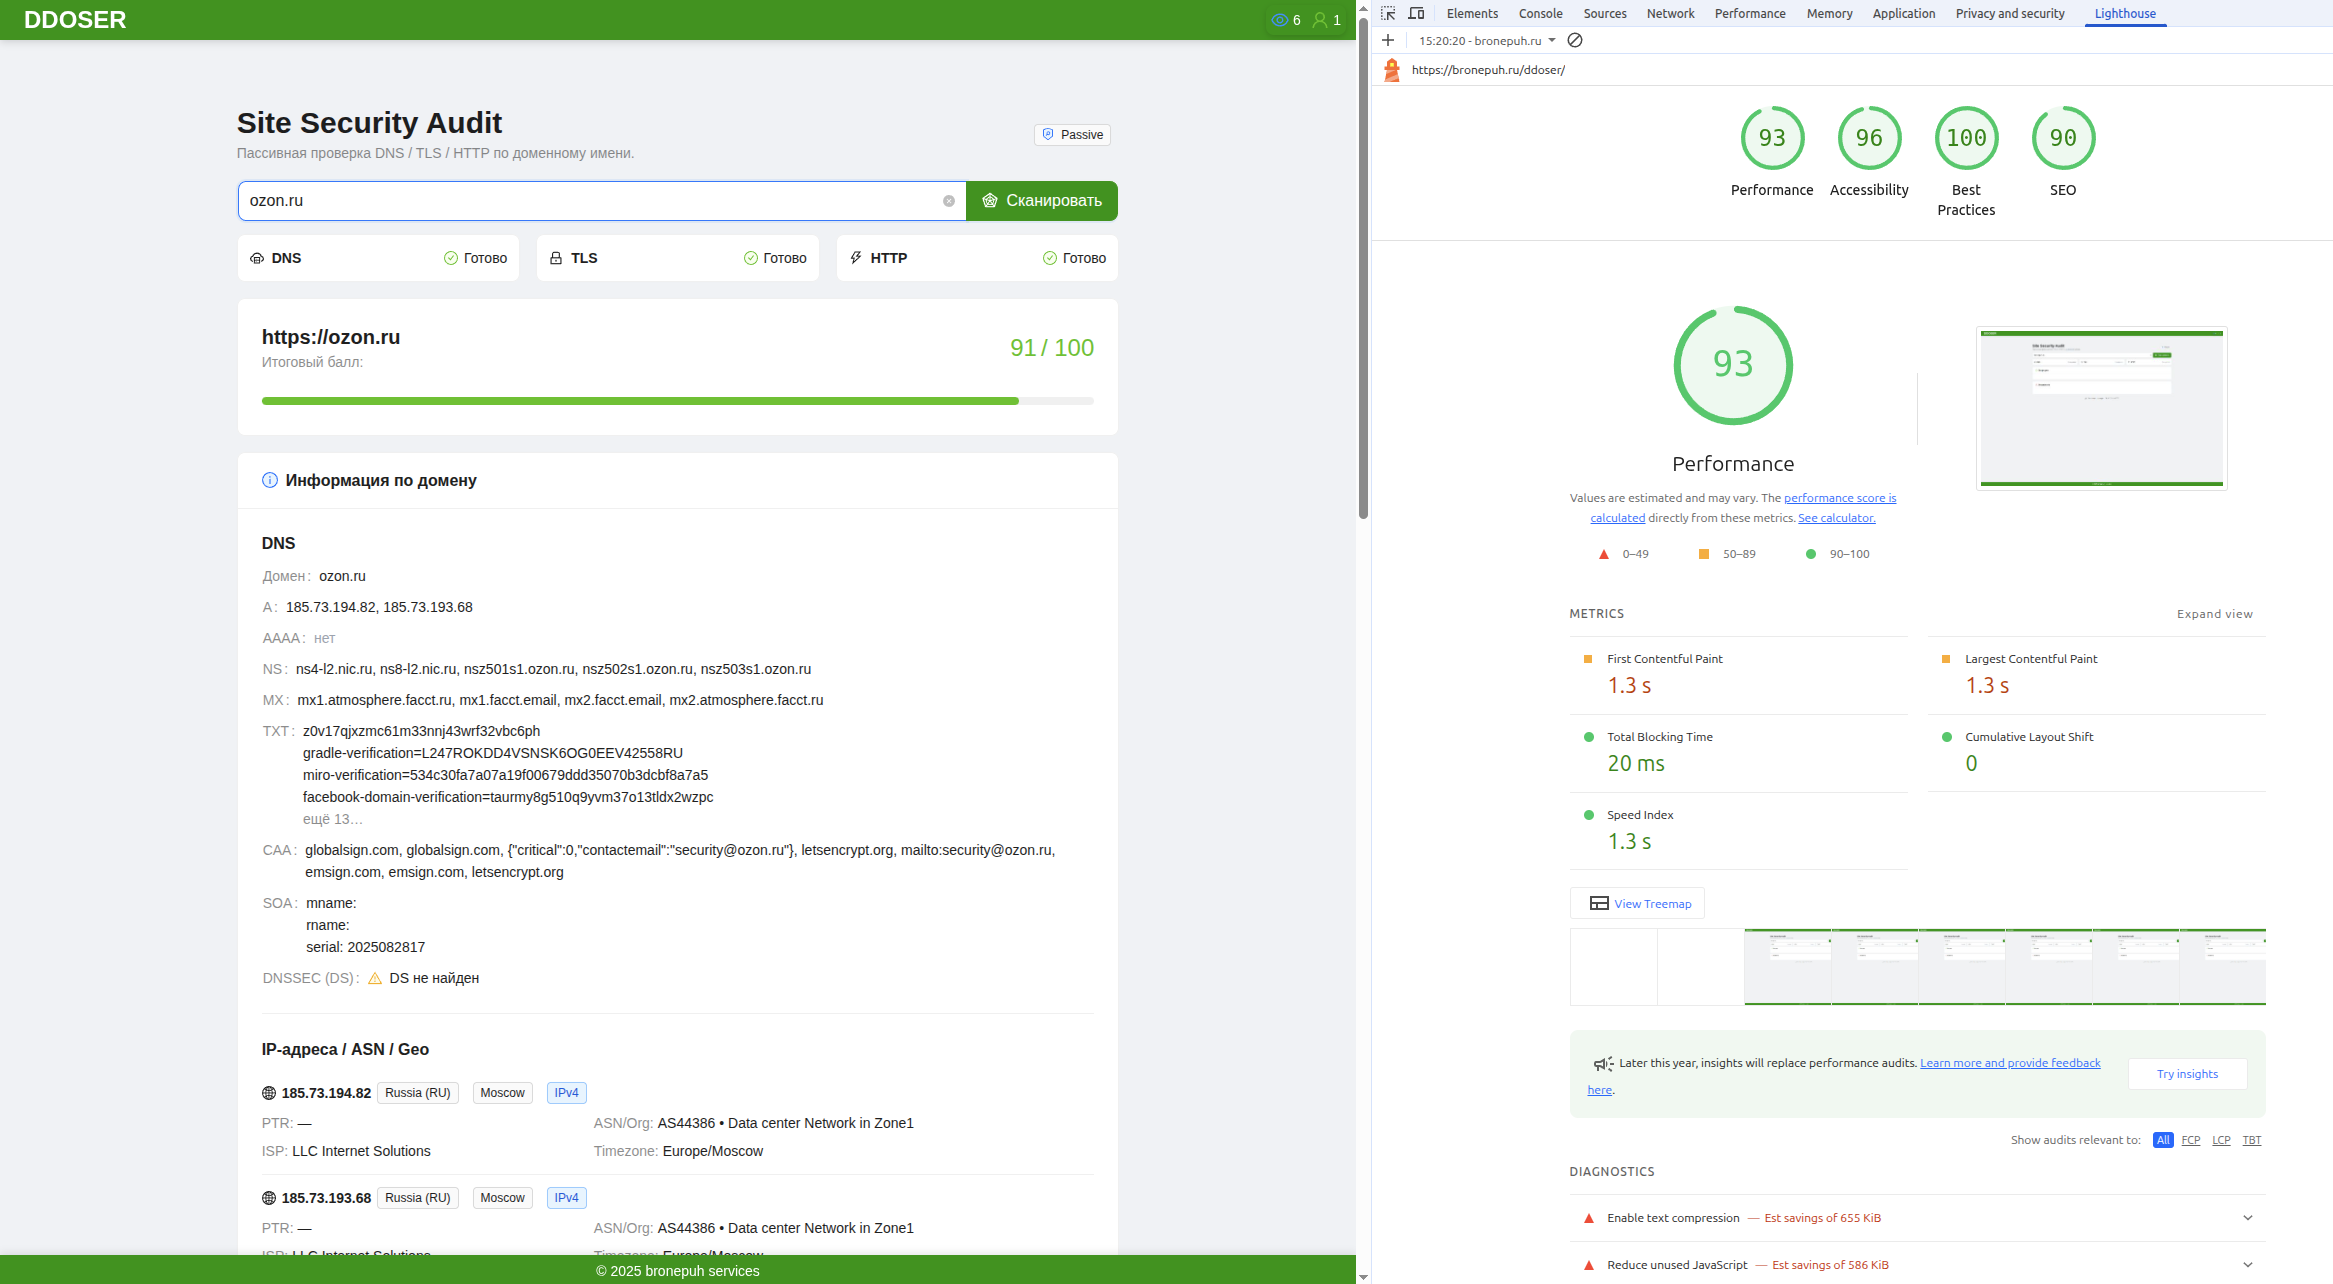 DDOSER
6 1
Site Security Audit
Пассивная проверка DNS / TLS / HTTP по доменному имени.
Passive
ozon.ru
Сканировать
DNS Готово
TLS Готово
HTTP Готово
https://ozon.ru
Итоговый балл:
91 / 100
Информация по домену
DNS
Домен: ozon.ru
A: 185.73.194.82, 185.73.193.68
AAAA: нет
NS: ns4-l2.nic.ru, ns8-l2.nic.ru, nsz501s1.ozon.ru, nsz502s1.ozon.ru, nsz503s1.ozon.ru
MX: mx1.atmosphere.facct.ru, mx1.facct.email, mx2.facct.email, mx2.atmosphere.facct.ru
TXT: z0v17qjxzmc61m33nnj43wrf32vbc6ph
gradle-verification=L247ROKDD4VSNSK6OG0EEV42558RU
miro-verification=534c30fa7a07a19f00679ddd35070b3dcbf8a7a5
facebook-domain-verification=taurmy8g510q9yvm37o13tldx2wzpc
ещё 13…
CAA: globalsign.com, globalsign.com, {"critical":0,"contactemail":"security@ozon.ru"}, letsencrypt.org, mailto:security@ozon.ru,
emsign.com, emsign.com, letsencrypt.org
SOA: mname:
rname:
serial: 2025082817
DNSSEC (DS): DS не найден
IP-адреса / ASN / Geo
185.73.194.82 Russia (RU) Moscow IPv4
PTR: — ASN/Org: AS44386 • Data center Network in Zone1
ISP: LLC Internet Solutions Timezone: Europe/Moscow
185.73.193.68 Russia (RU) Moscow IPv4
PTR: — ASN/Org: AS44386 • Data center Network in Zone1
ISP: LLC Internet Solutions Timezone: Europe/Moscow
© 2025 bronepuh services
Elements Console Sources Network Performance Memory Application Privacy and security Lighthouse
15:20:20 - bronepuh.ru
https://bronepuh.ru/ddoser/
93 96 100 90
Performance Accessibility Best Practices SEO
93
Performance
Values are estimated and may vary. The performance score is
calculated directly from these metrics. See calculator.
0–49 50–89 90–100
METRICS Expand view
First Contentful Paint
1.3 s
Largest Contentful Paint
1.3 s
Total Blocking Time
20 ms
Cumulative Layout Shift
0
Speed Index
1.3 s
View Treemap
Later this year, insights will replace performance audits. Learn more and provide feedback
here.
Try insights
Show audits relevant to: All FCP LCP TBT
DIAGNOSTICS
Enable text compression — Est savings of 655 KiB
Reduce unused JavaScript — Est savings of 586 KiB